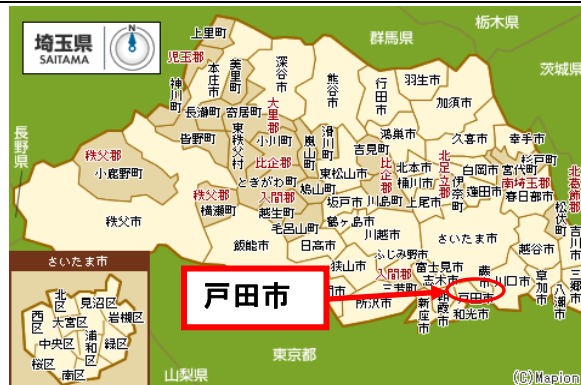 埼玉県
SAITAMA
栃木県
群馬県
茨城県
長野県
山梨県
東京都
上里町
児玉郡
神川町
本庄市
美里町
深谷市
熊谷市
行田市
羽生市
加須市
長瀞町
寄居町
大里郡
皆野町
東秩父村
小川町
嵐山町
滑川町
吉見町
鴻巣市
久喜市
幸手市
秩父郡
小鹿野町
比企郡
ときがわ町
東松山市
比企郡
北本市
桶川市
北足立郡
伊奈町
白岡市
蓮田市
宮代町
杉戸町
南埼玉郡
春日部市
北葛飾郡
松伏町
吉川市
秩父市
秩父郡
横瀬町
入間郡
越生町
毛呂山町
鳩山町
坂戸市
川島町
上尾市
鶴ヶ島市
川越市
さいたま市
越谷市
飯能市
日高市
狭山市
ふじみ野市
入間郡
富士見市
三芳町
志木市
所沢市
新座市
朝霞市
和光市
戸田市
蕨市
川口市
草加市
八潮市
三郷市
戸田市
さいたま市
北区
見沼区
岩槻区
西区
大宮区
中央区
浦和区
緑区
桜区
南区
(C)Mapion